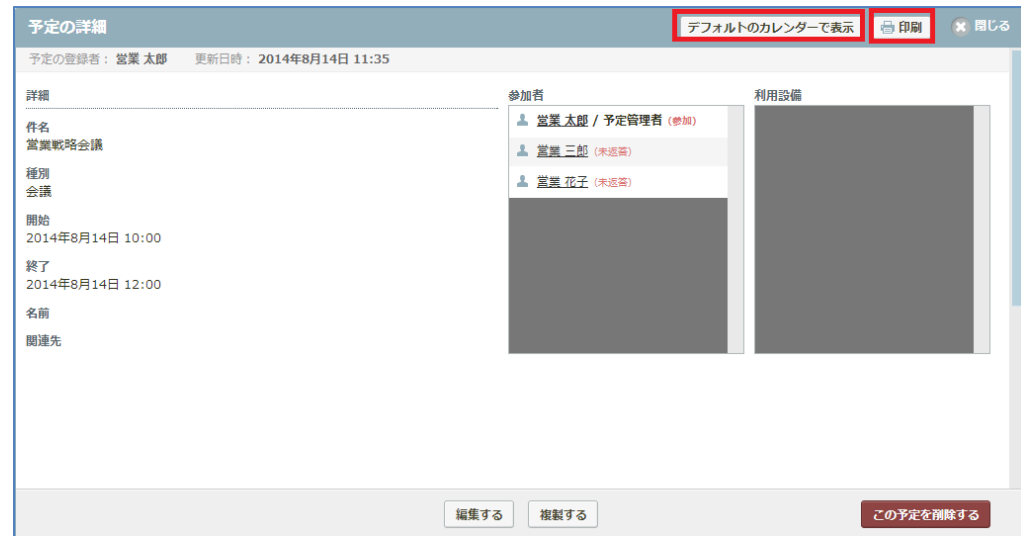 予定の詳細
デフォルトのカレンダーで表示
印刷
閉じる
予定の登録者： 営業 太郎 更新日時： 2014年8月14日 11:35
詳細
件名
営業戦略会議
種別
会議
開始
2014年8月14日 10:00
終了
2014年8月14日 12:00
名前
関連先
参加者
営業 太郎 / 予定管理者 (参加)
営業 三郎 (未返答)
営業 花子 (未返答)
利用設備
編集する
複製する
この予定を削除する